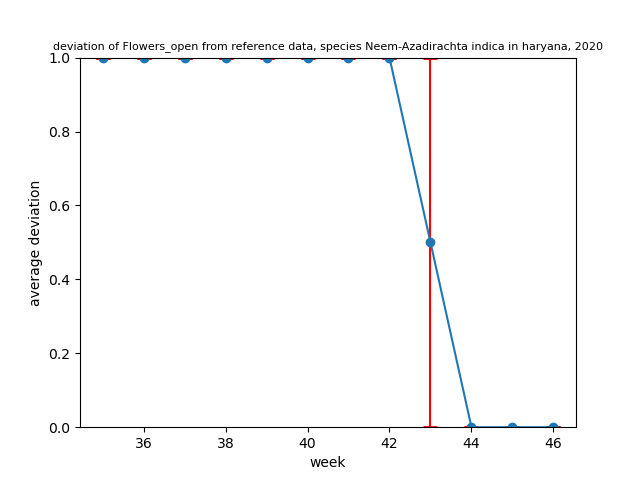 deviation of Flowers_open from reference data, species Neem-Azadirachta indica in haryana, 2020
1.0
0.8
0.6
0.4
0.2
0.0
average deviation
36 38 40 42 44 46
week